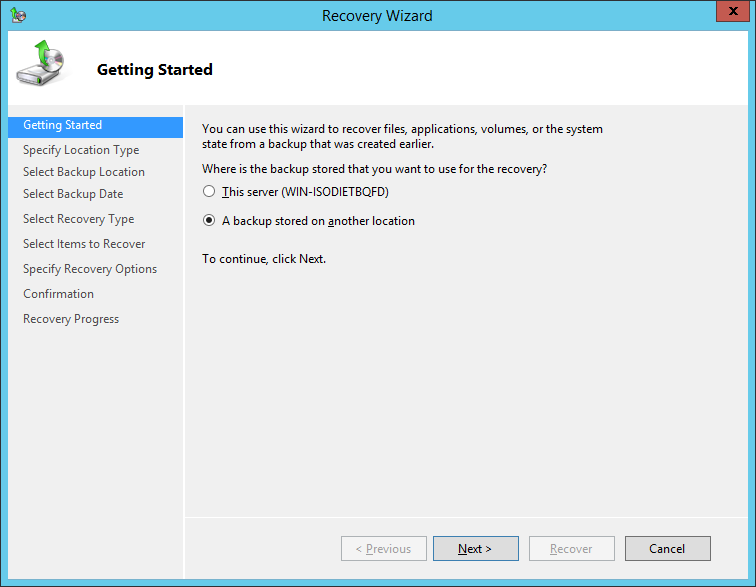 Recovery Wizard
x
Getting Started
Getting Started
Specify Location Type
Select Backup Location
Select Backup Date
Select Recovery Type
Select Items to Recover
Specify Recovery Options
Confirmation
Recovery Progress
You can use this wizard to recover files, applications, volumes, or the system
state from a backup that was created earlier.
Where is the backup stored that you want to use for the recovery?
This server (WIN-ISODIETBQFD)
A backup stored on another location
To continue, click Next.
< Previous
Next >
Recover
Cancel